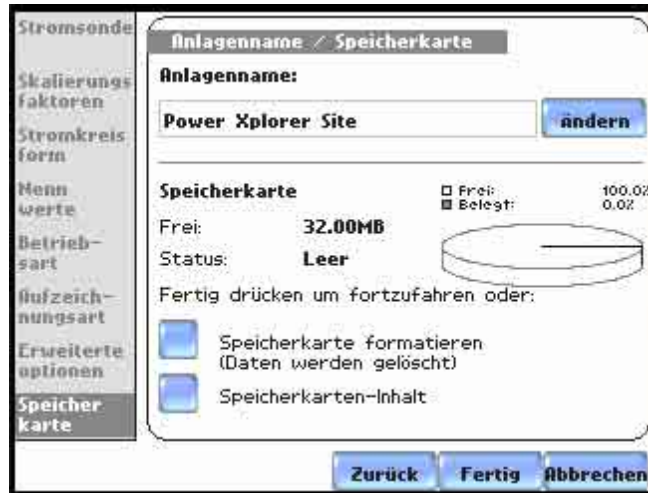 Stromsonde
Skalierungs
faktoren
Stromkreis
form
Nenn
werte
Betrieb-
sart
Aufzeich-
nungsart
Erweiterte
optionen
Speicher
karte
Anlagenname / Speicherkarte
Anlagenname:
Power Xplorer Site
ändern
Speicherkarte
Frei: 100.0%
Belegt: 0.0%
Frei: 32.00MB
Status: Leer
Fertig drücken um fortzufahren oder:
Speicherkarte formatieren
(Daten werden gelöscht)
Speicherkarten-Inhalt
Zurück
Fertig
Abbrechen